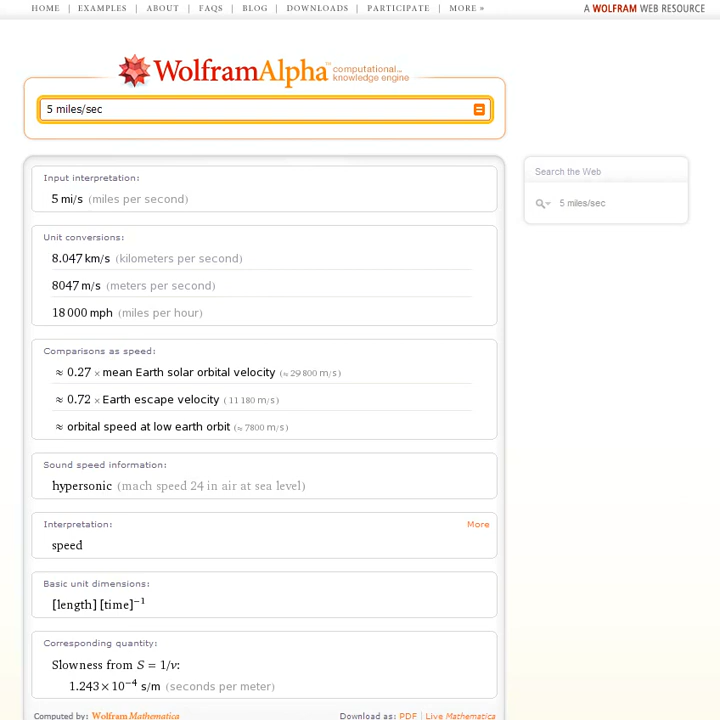 HOME | EXAMPLES | ABOUT | FAQS | BLOG | DOWNLOADS | PARTICIPATE | MORE »
A WOLFRAM WEB RESOURCE
WolframAlpha™ computational...
knowledge engine
5 miles/sec
Search the Web
5 miles/sec
Input interpretation:
5 mi/s (miles per second)
Unit conversions:
8.047 km/s (kilometers per second)
8047 m/s (meters per second)
18000 mph (miles per hour)
Comparisons as speed:
≈ 0.27 × mean Earth solar orbital velocity (≈ 29800 m/s)
≈ 0.72 × Earth escape velocity ( 11180 m/s)
≈ orbital speed at low earth orbit (≈ 7800 m/s)
Sound speed information:
hypersonic (mach speed 24 in air at sea level)
Interpretation: More
speed
Basic unit dimensions:
[length] [time]⁻¹
Corresponding quantity:
Slowness from S = 1/v:
1.243×10⁻⁴ s/m (seconds per meter)
Computed by: Wolfram Mathematica
Download as: PDF | Live Mathematica